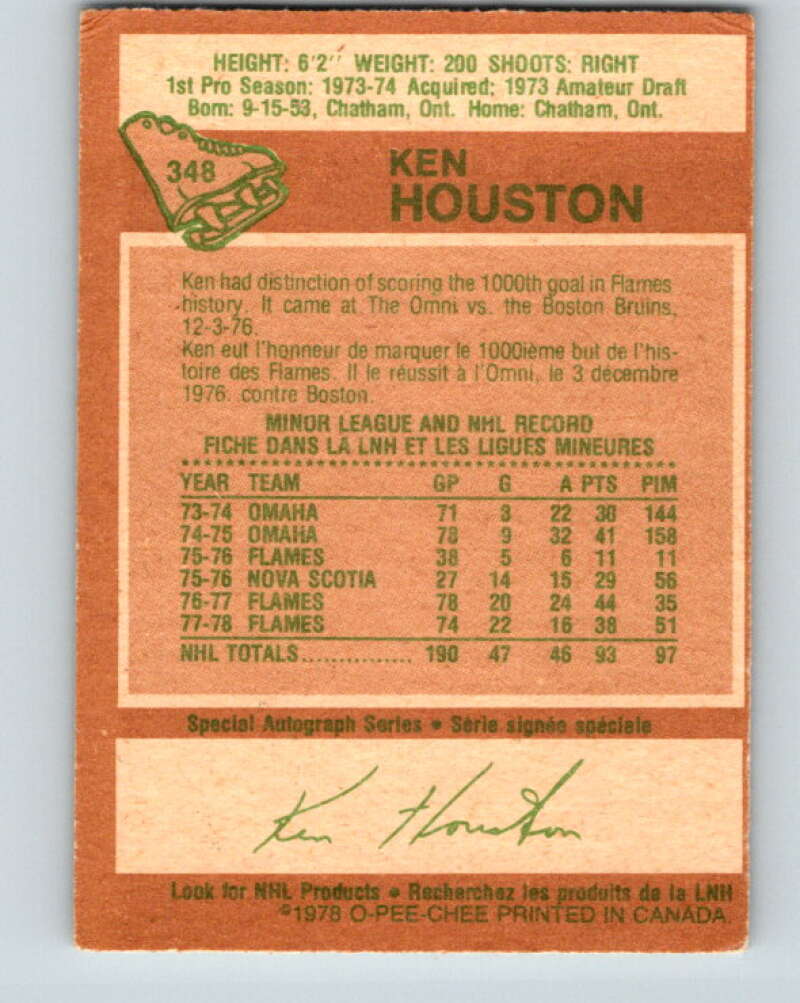 HEIGHT: 6'2" WEIGHT: 200 SHOOTS: RIGHT
1st Pro Season: 1973-74 Acquired: 1973 Amateur Draft
Born: 9-15-53, Chatham, Ont. Home: Chatham, Ont.
348
KEN
HOUSTON
Ken had distinction of scoring the 1000th goal in Flames
history. It came at The Omni vs. the Boston Bruins,
12-3-76.
Ken eut l'honneur de marquer le 1000ième but de l'his-
toire des Flames. Il le réussit à l'Omni, le 3 décembre
1976, contre Boston.
MINOR LEAGUE AND NHL RECORD
FICHE DANS LA LNH ET LES LIGUES MINEURES
YEAR TEAM GP G A PTS PIM
73-74 OMAHA 71 8 22 30 144
74-75 OMAHA 78 9 32 41 158
75-76 FLAMES 38 5 6 11 11
75-76 NOVA SCOTIA 27 14 15 29 56
76-77 FLAMES 78 20 24 44 35
77-78 FLAMES 74 22 16 38 51
NHL TOTALS............... 190 47 46 93 97
Special Autograph Series • Série signée spéciale
Ken Houston
Look for NHL Products • Recherchez les produits de la LNH
©1978 O-PEE-CHEE PRINTED IN CANADA.